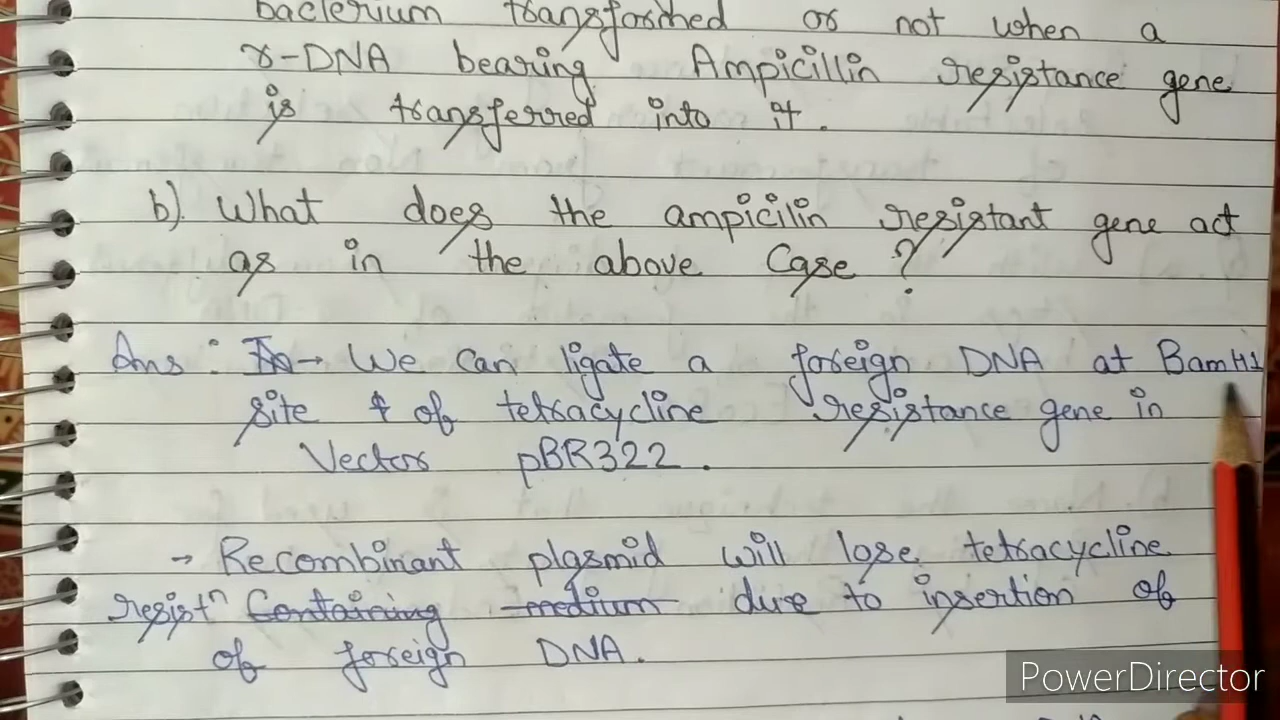 bacterium transformed or not when a
r-DNA bearing Ampicillin resistance gene
is transferred into it.
b). What does the ampicilin resistant gene act
as in the above Case ?
Ans : → We Can ligate a foreign DNA at BamH1
site of tetracycline resistance gene in
Vector pBR322.
→ Recombinant plasmid will lose tetracycline
resistⁿ Containing medium due to insertion of
of foreign DNA.
PowerDirector